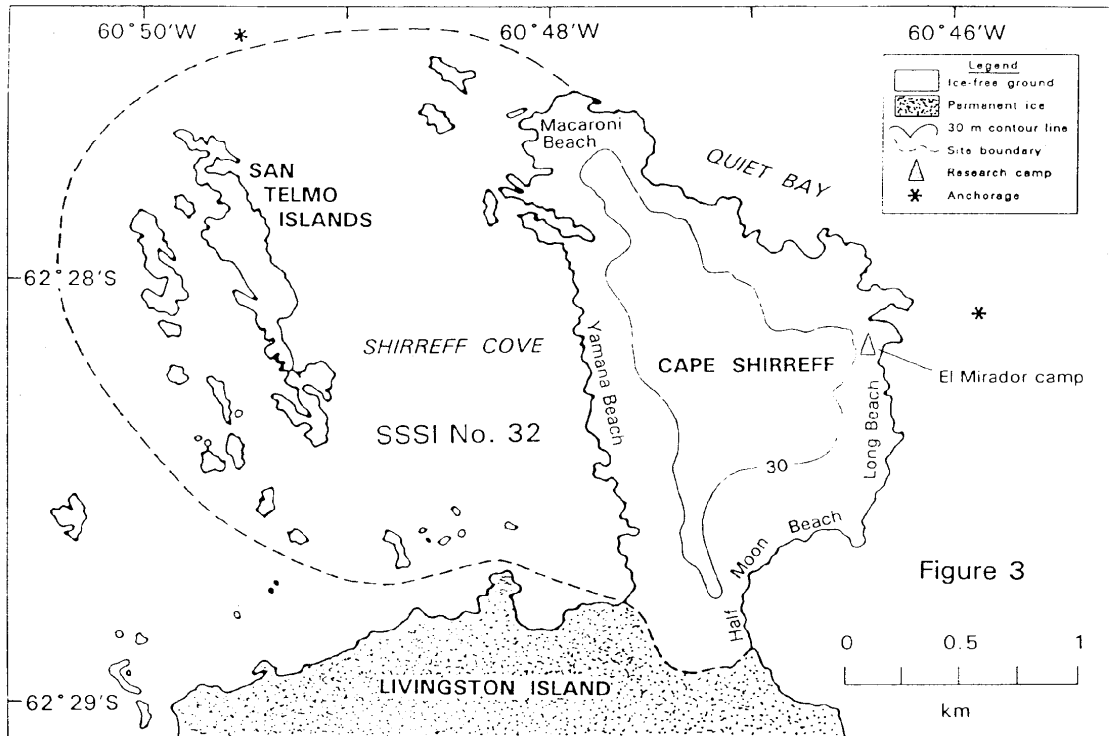 60°50'W
60°48'W
60°46'W
Legend
Ice-free ground
Permanent ice
30 m contour line
Site boundary
Research camp
Anchorage
Macaroni
Beach
QUIET BAY
SAN
TELMO
ISLANDS
62°28'S
SHIRREFF COVE
Yamana Beach
CAPE SHIRREFF
El Mirador camp
SSSI No. 32
30
Long Beach
Half Moon Beach
Figure 3
0 0.5 1
km
LIVINGSTON ISLAND
62°29'S